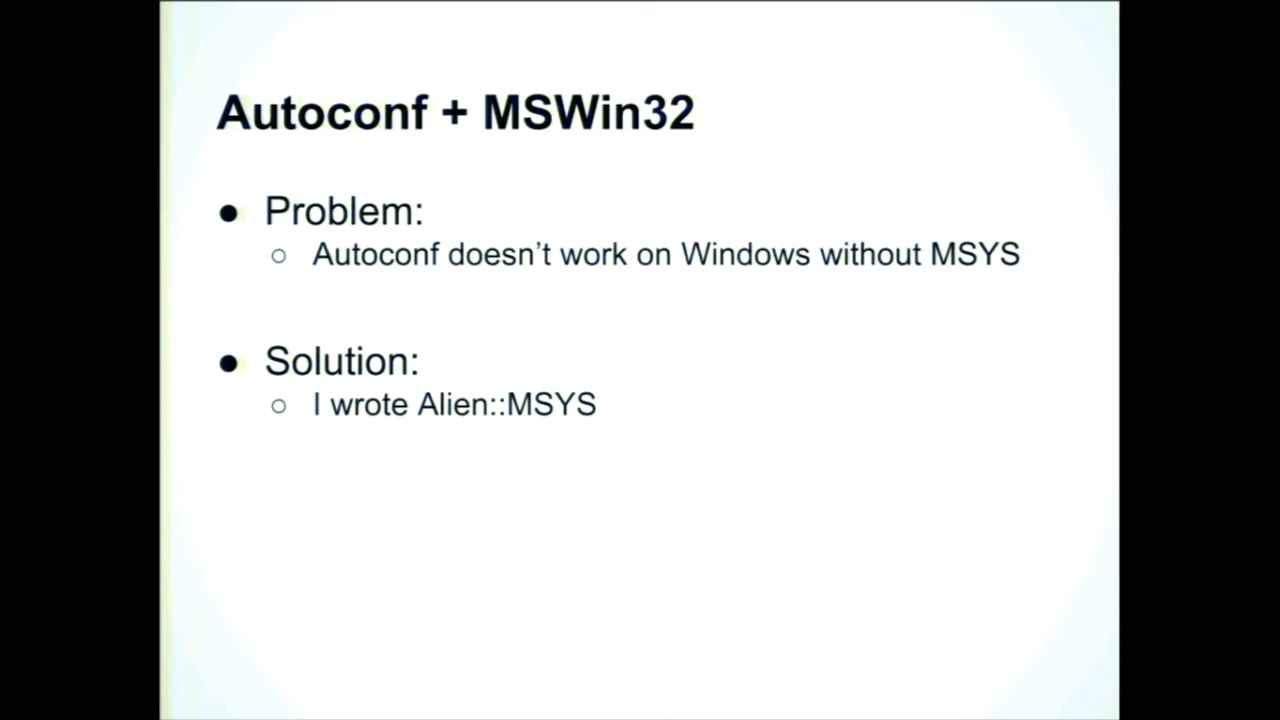 Autoconf + MSWin32
● Problem:
○ Autoconf doesn’t work on Windows without MSYS
● Solution:
○ I wrote Alien::MSYS